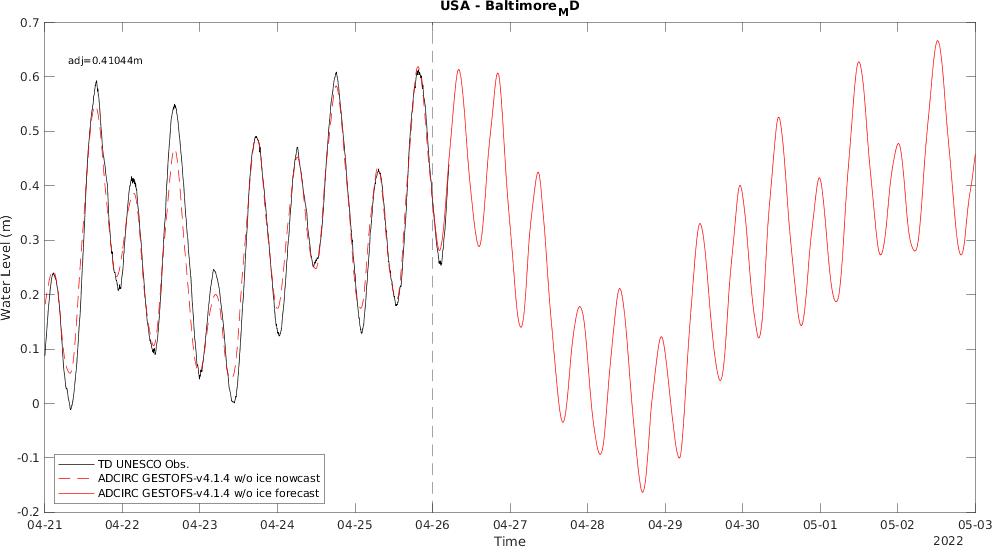 USA - Baltimore_MD
0.7
adj=0.41044m
0.6
0.5
0.4
0.3
0.2
0.1
0
-0.1
-0.2
Water Level (m)
TD UNESCO Obs.
ADCIRC GESTOFS-v4.1.4 w/o ice nowcast
ADCIRC GESTOFS-v4.1.4 w/o ice forecast
04-21 04-22 04-23 04-24 04-25 04-26 04-27 04-28 04-29 04-30 05-01 05-02 05-03
Time
2022